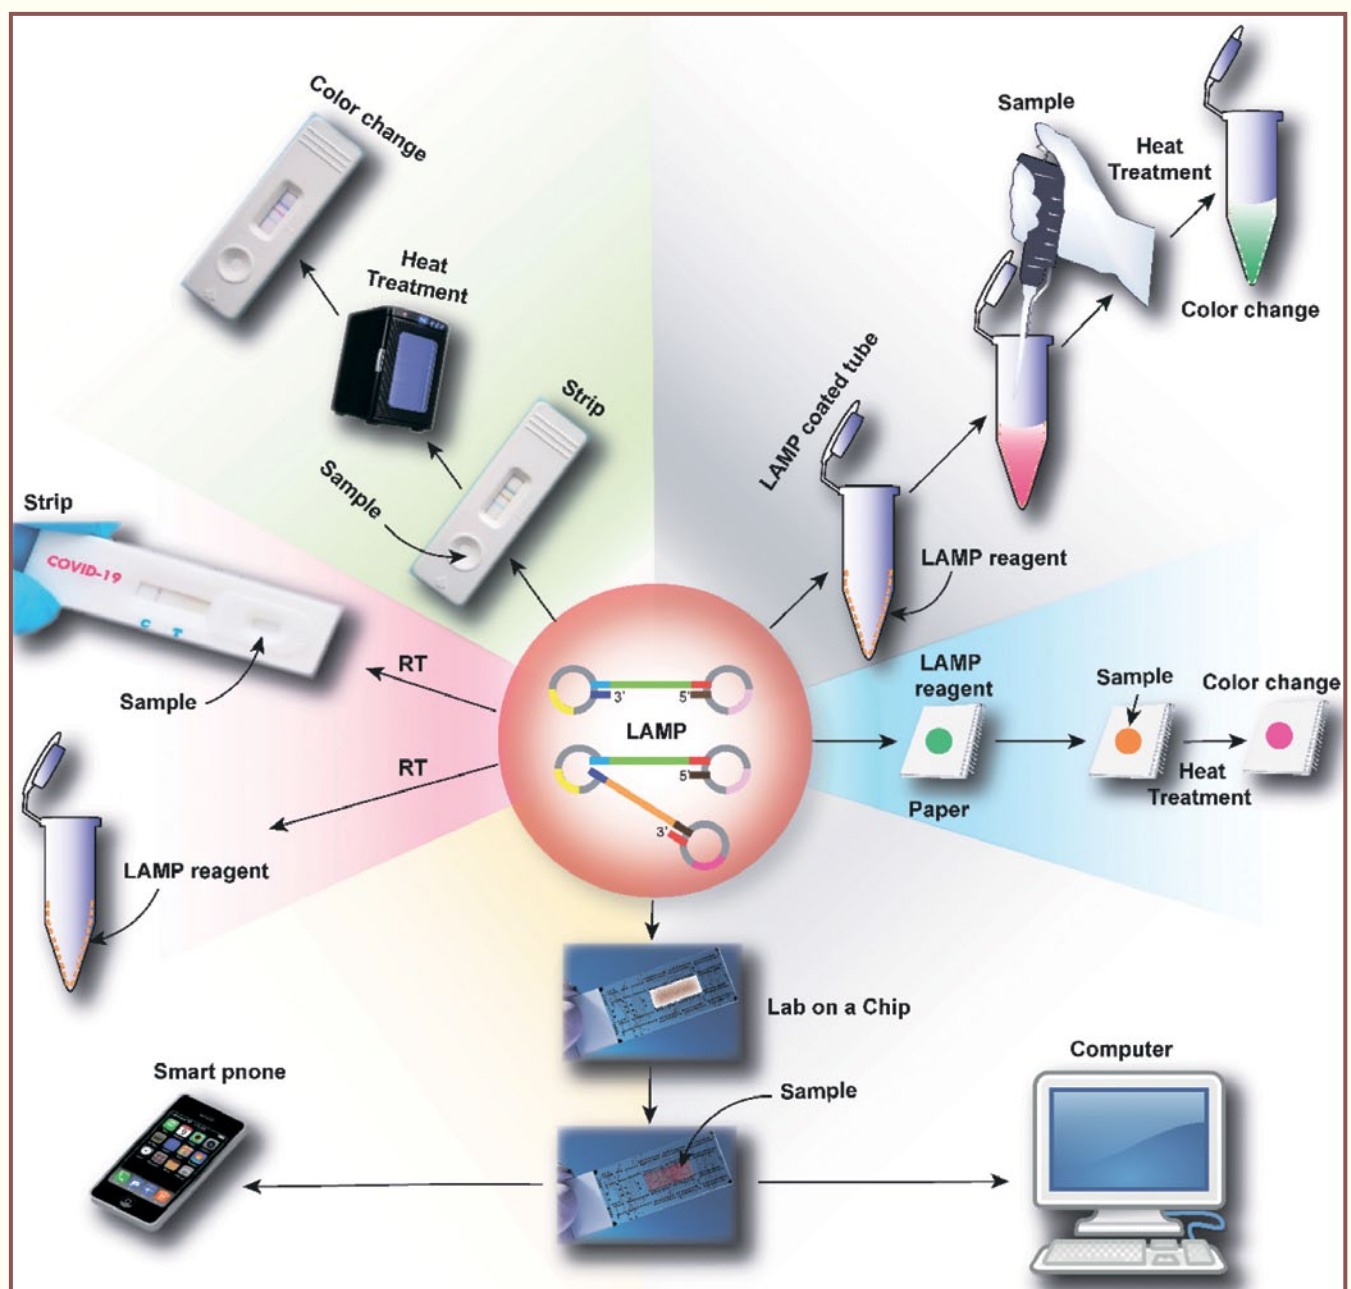 Color change
Heat
Treatment
Strip
Sample
Sample
Heat
Treatment
Color change
LAMP coated tube
LAMP reagent
Strip
COVID-19
C T
Sample
RT
RT
LAMP reagent
3' 5'
LAMP
5'
3'
LAMP
reagent
Paper
Sample
Heat
Treatment
Color change
Lab on a Chip
Sample
Smart pnone
Computer